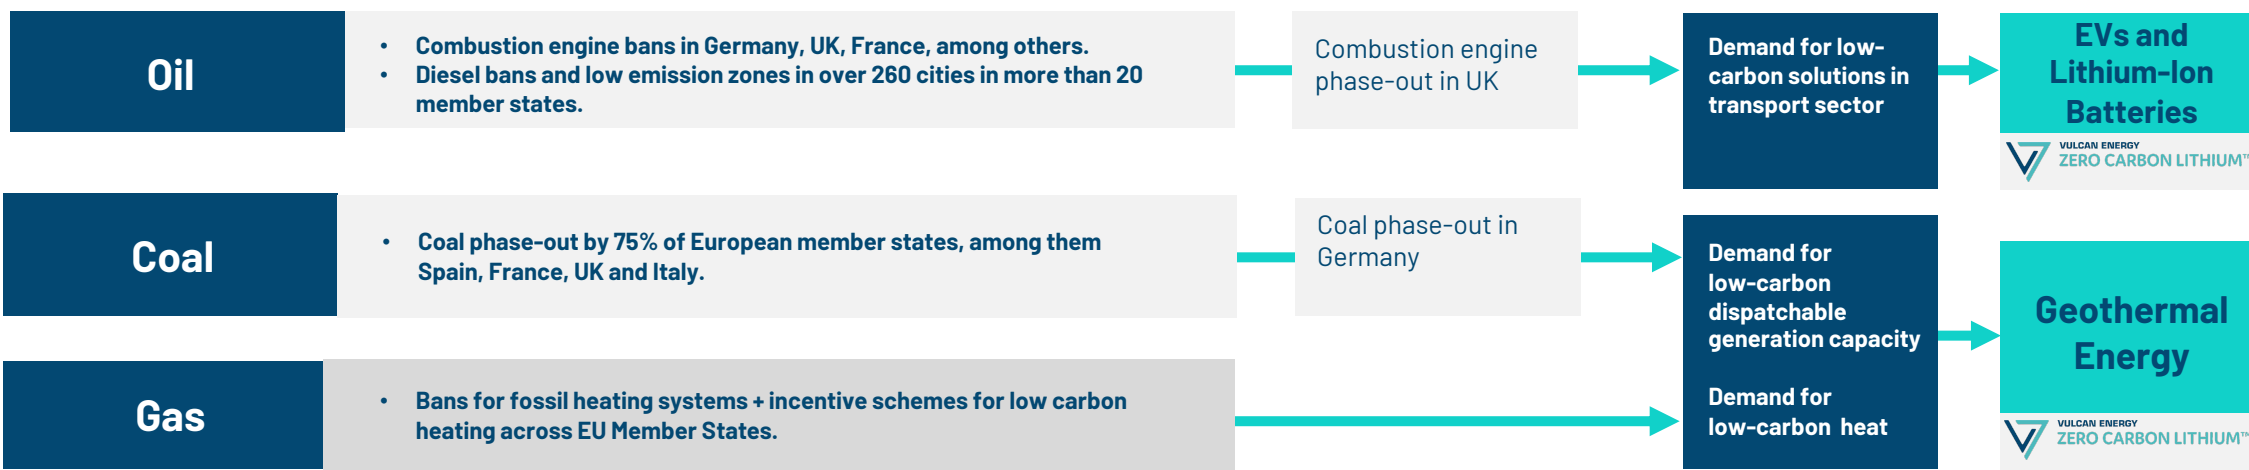 Oil
• Combustion engine bans in Germany, UK, France, among others.
• Diesel bans and low emission zones in over 260 cities in more than 20
member states.
Combustion engine
phase-out in UK
Demand for low-
carbon solutions in
transport sector
EVs and
Lithium-Ion
Batteries
VULCAN ENERGY
ZERO CARBON LITHIUM™
Coal
• Coal phase-out by 75% of European member states, among them
Spain, France, UK and Italy.
Coal phase-out in
Germany
Demand for
low-carbon
dispatchable
generation capacity
Geothermal
Energy
Gas
• Bans for fossil heating systems + incentive schemes for low carbon
heating across EU Member States.
Demand for
low-carbon heat
VULCAN ENERGY
ZERO CARBON LITHIUM™